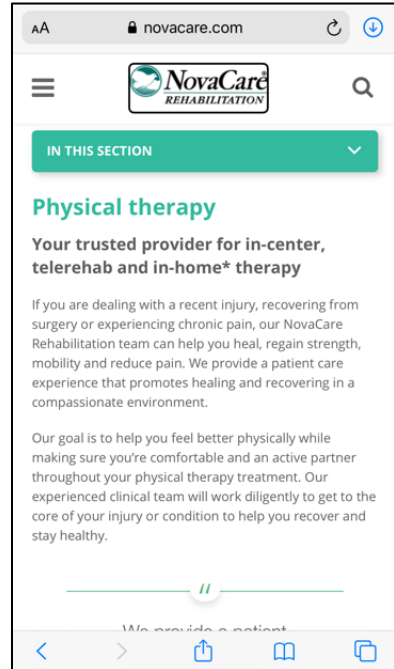 AA novacare.com
NovaCare
REHABILITATION
IN THIS SECTION
Physical therapy
Your trusted provider for in-center,
telerehab and in-home* therapy
If you are dealing with a recent injury, recovering from
surgery or experiencing chronic pain, our NovaCare
Rehabilitation team can help you heal, regain strength,
mobility and reduce pain. We provide a patient care
experience that promotes healing and recovering in a
compassionate environment.
Our goal is to help you feel better physically while
making sure you're comfortable and an active partner
throughout your physical therapy treatment. Our
experienced clinical team will work diligently to get to the
core of your injury or condition to help you recover and
stay healthy.
We provide a patient